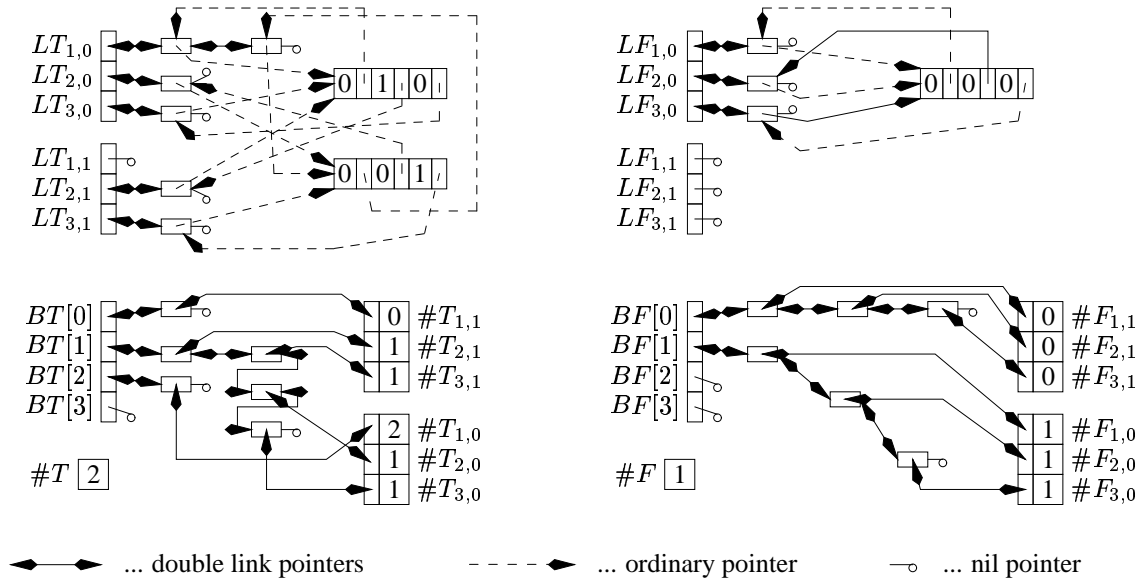 LT1,0
LT2,0
LT3,0
0 1 0
LT1,1
LT2,1
LT3,1
0 0 1
LF1,0
LF2,0
LF3,0
0 0 0
LF1,1
LF2,1
LF3,1
BT[0]
BT[1]
BT[2]
BT[3]
0 #T1,1
1 #T2,1
1 #T3,1
2 #T1,0
1 #T2,0
1 #T3,0
#T 2
BF[0]
BF[1]
BF[2]
BF[3]
0 #F1,1
0 #F2,1
0 #F3,1
1 #F1,0
1 #F2,0
1 #F3,0
#F 1
... double link pointers
... ordinary pointer
... nil pointer